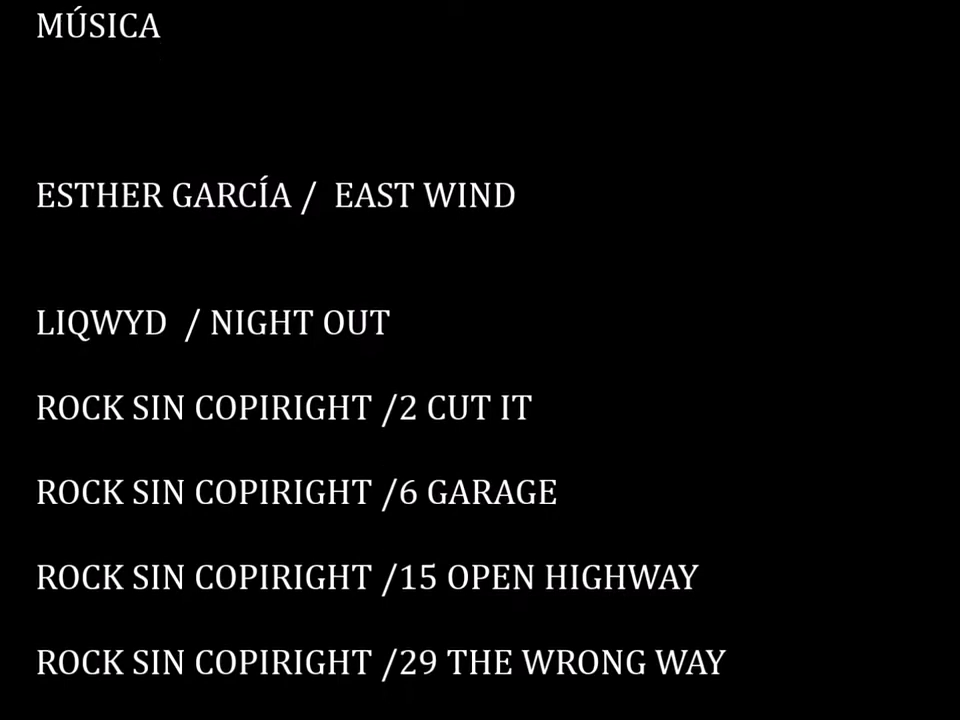 MÚSICA
ESTHER GARCÍA /  EAST WIND
LIQWYD  / NIGHT OUT
ROCK SIN COPIRIGHT /2 CUT IT
ROCK SIN COPIRIGHT /6 GARAGE
ROCK SIN COPIRIGHT /15 OPEN HIGHWAY
ROCK SIN COPIRIGHT /29 THE WRONG WAY